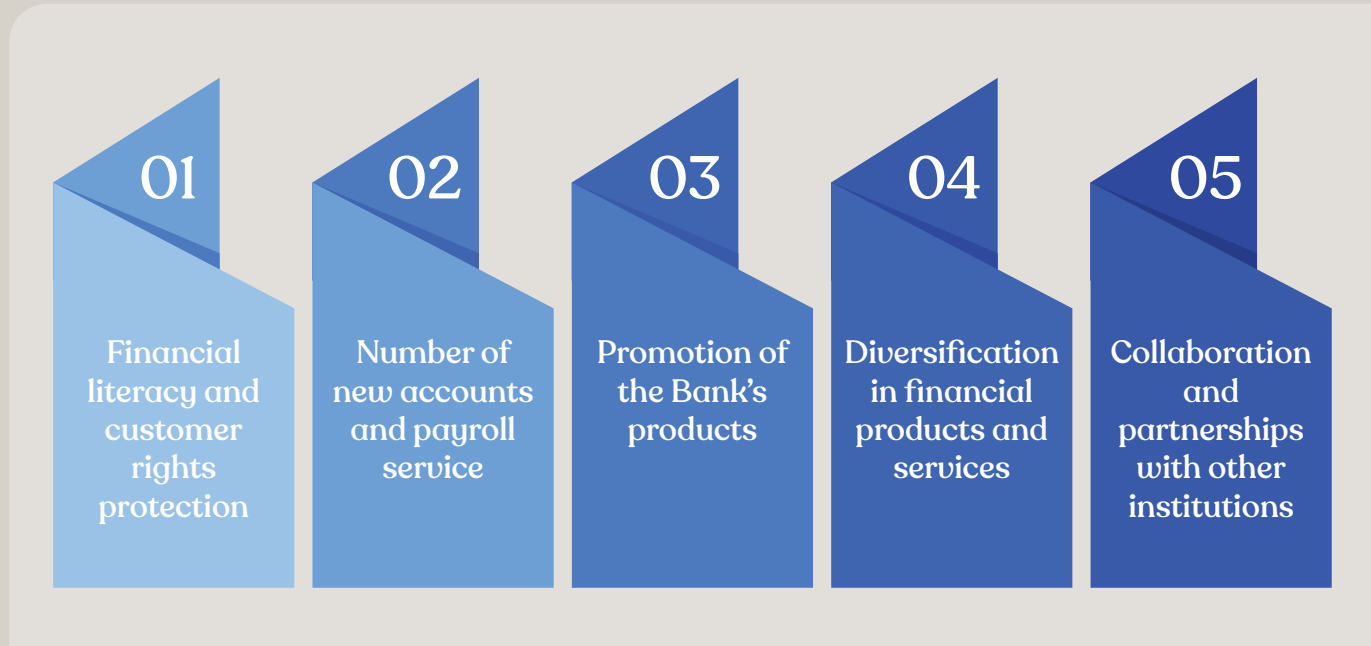 01
Financial
literacy and
customer
rights
protection
02
Number of
new accounts
and payroll
service
03
Promotion of
the Bank’s
products
04
Diversification
in financial
products and
services
05
Collaboration
and
partnerships
with other
institutions